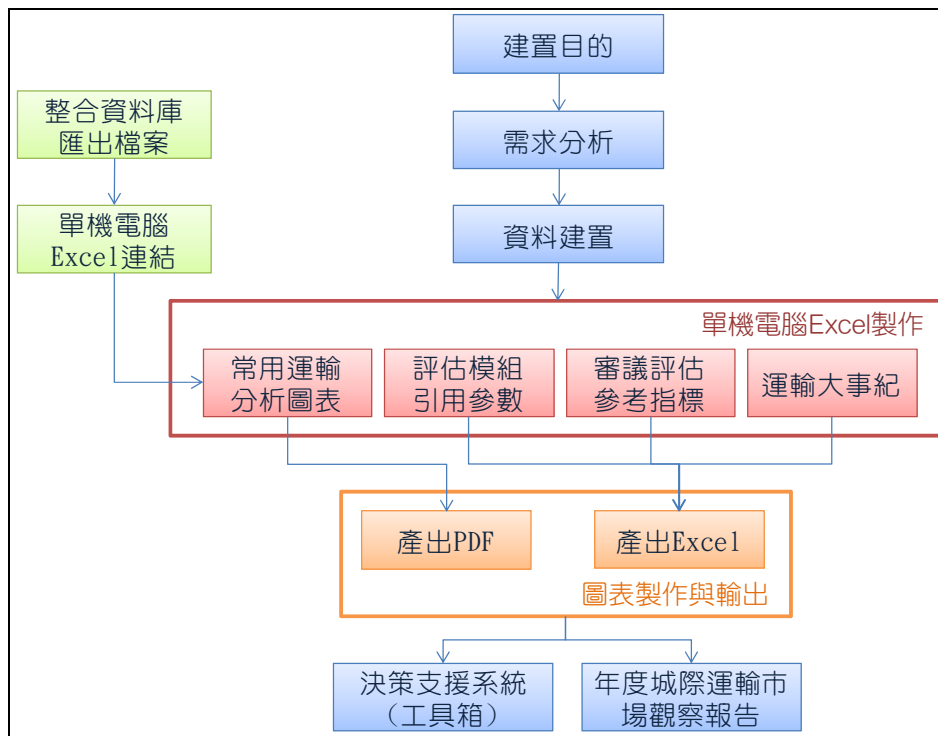 建置目的
整合資料庫
匯出檔案
需求分析
單機電腦
Excel連結
資料建置
單機電腦Excel製作
常用運輸
分析圖表
評估模組
引用參數
審議評估
參考指標
運輸大事紀
產出PDF
產出Excel
圖表製作與輸出
決策支援系統
（工具箱）
年度城際運輸市
場觀察報告